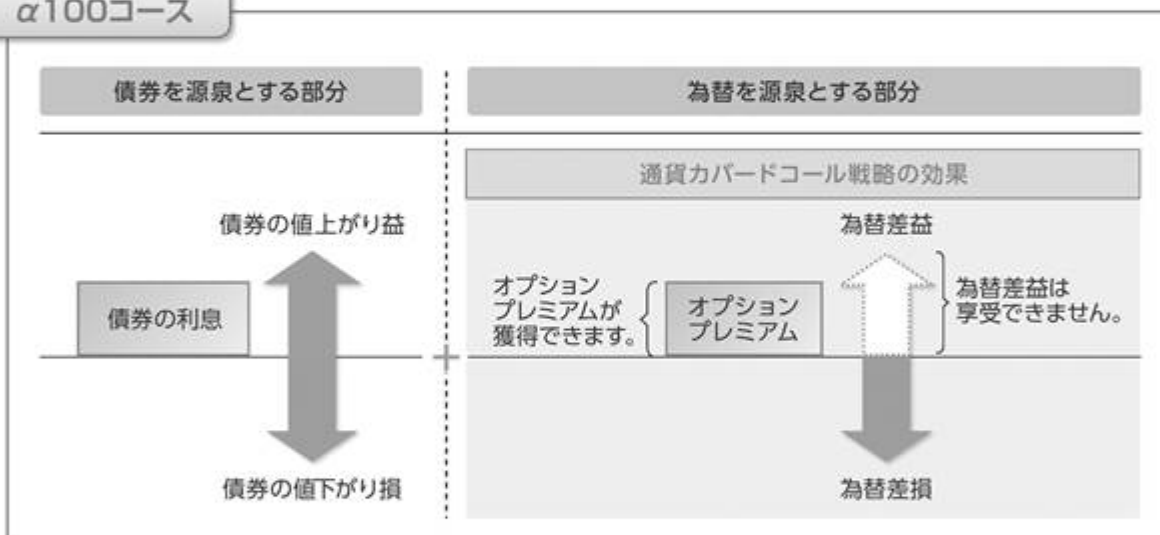 α100コース
債券を源泉とする部分
為替を源泉とする部分
通貨カバードコール戦略の効果
債券の値上がり益
債券の利息
債券の値下がり損
為替差益
オプション
プレミアムが
獲得できます。
オプション
プレミアム
為替差益は
享受できません。
為替差損